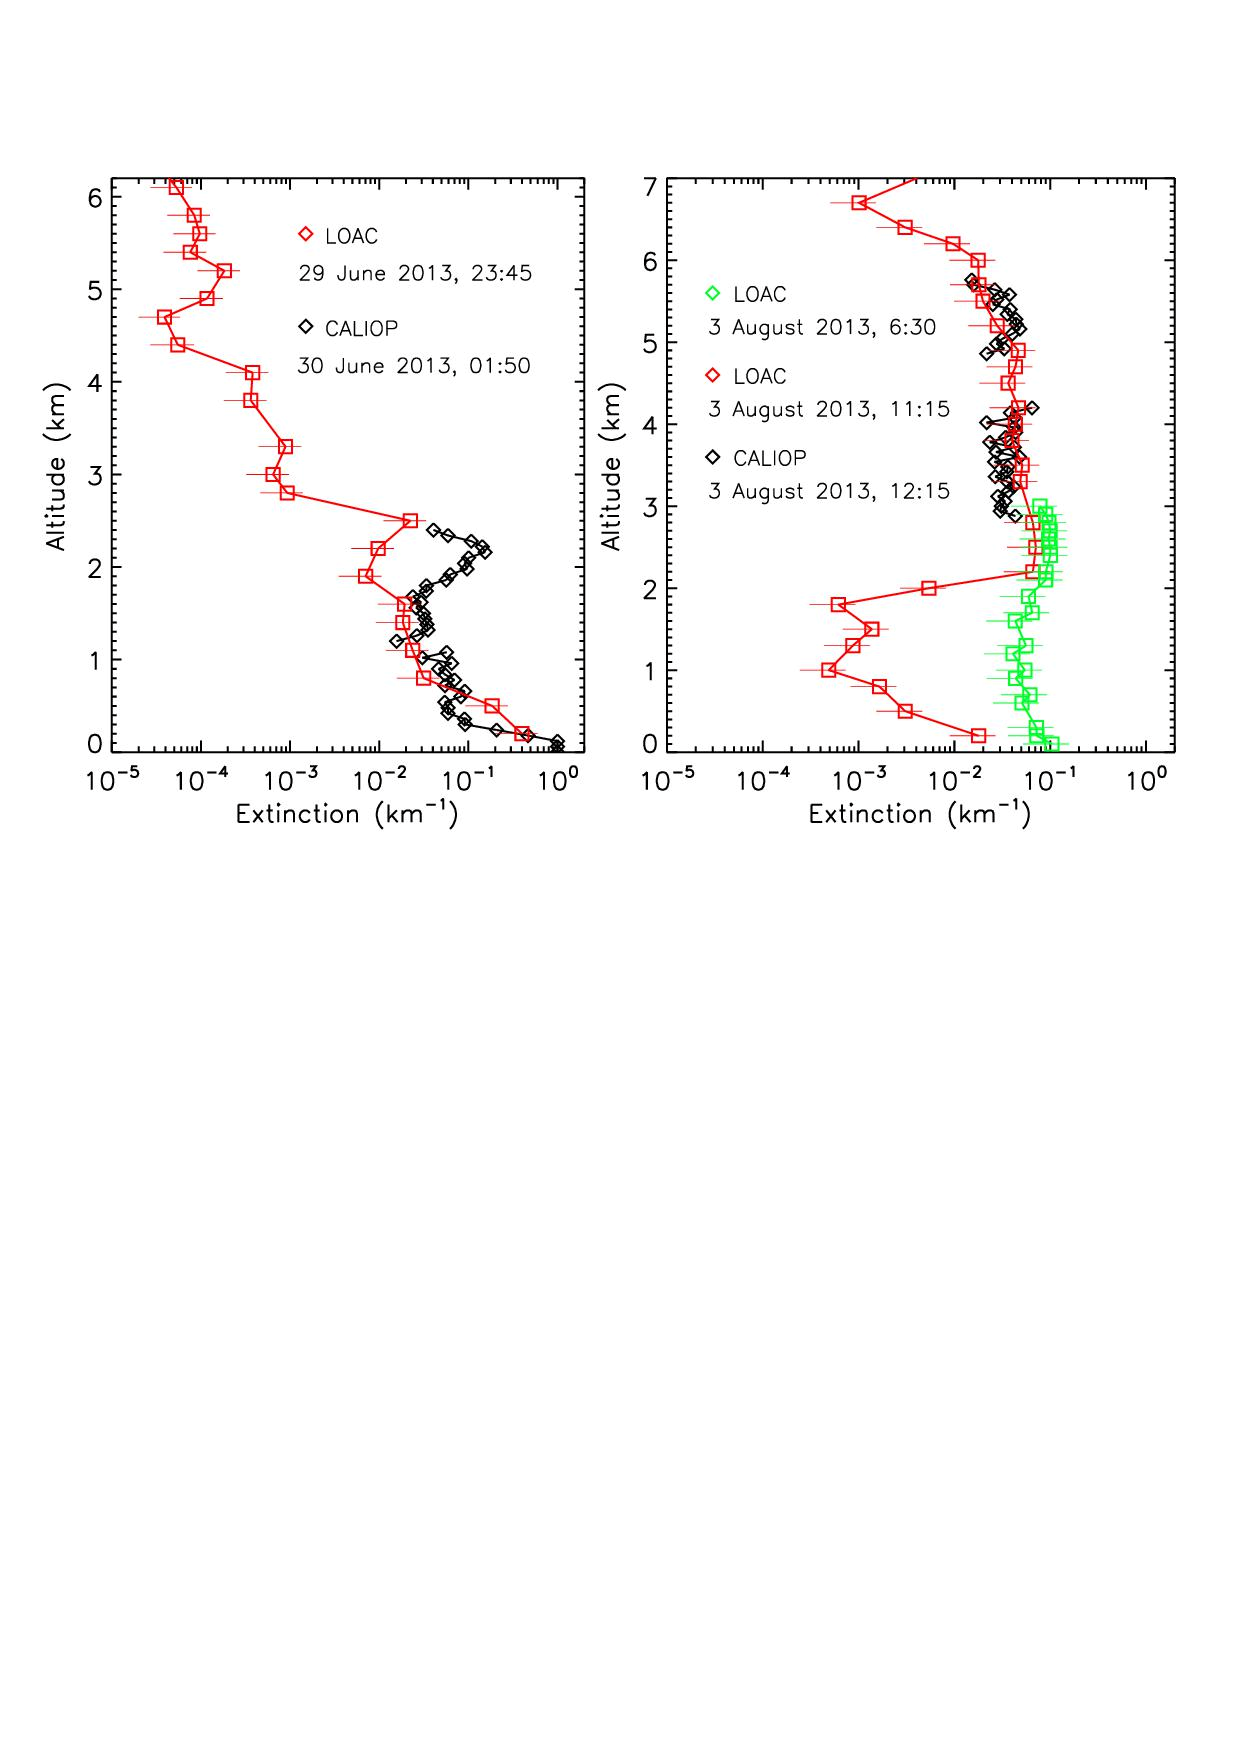 6
5
4
3
2
1
0
Altitude (km)
LOAC
29 June 2013, 23:45
CALIOP
30 June 2013, 01:50
10⁻⁵ 10⁻⁴ 10⁻³ 10⁻² 10⁻¹ 10⁰
Extinction (km⁻¹)
7
6
5
4
3
2
1
0
Altitude (km)
LOAC
3 August 2013, 6:30
LOAC
3 August 2013, 11:15
CALIOP
3 August 2013, 12:15
10⁻⁵ 10⁻⁴ 10⁻³ 10⁻² 10⁻¹ 10⁰
Extinction (km⁻¹)